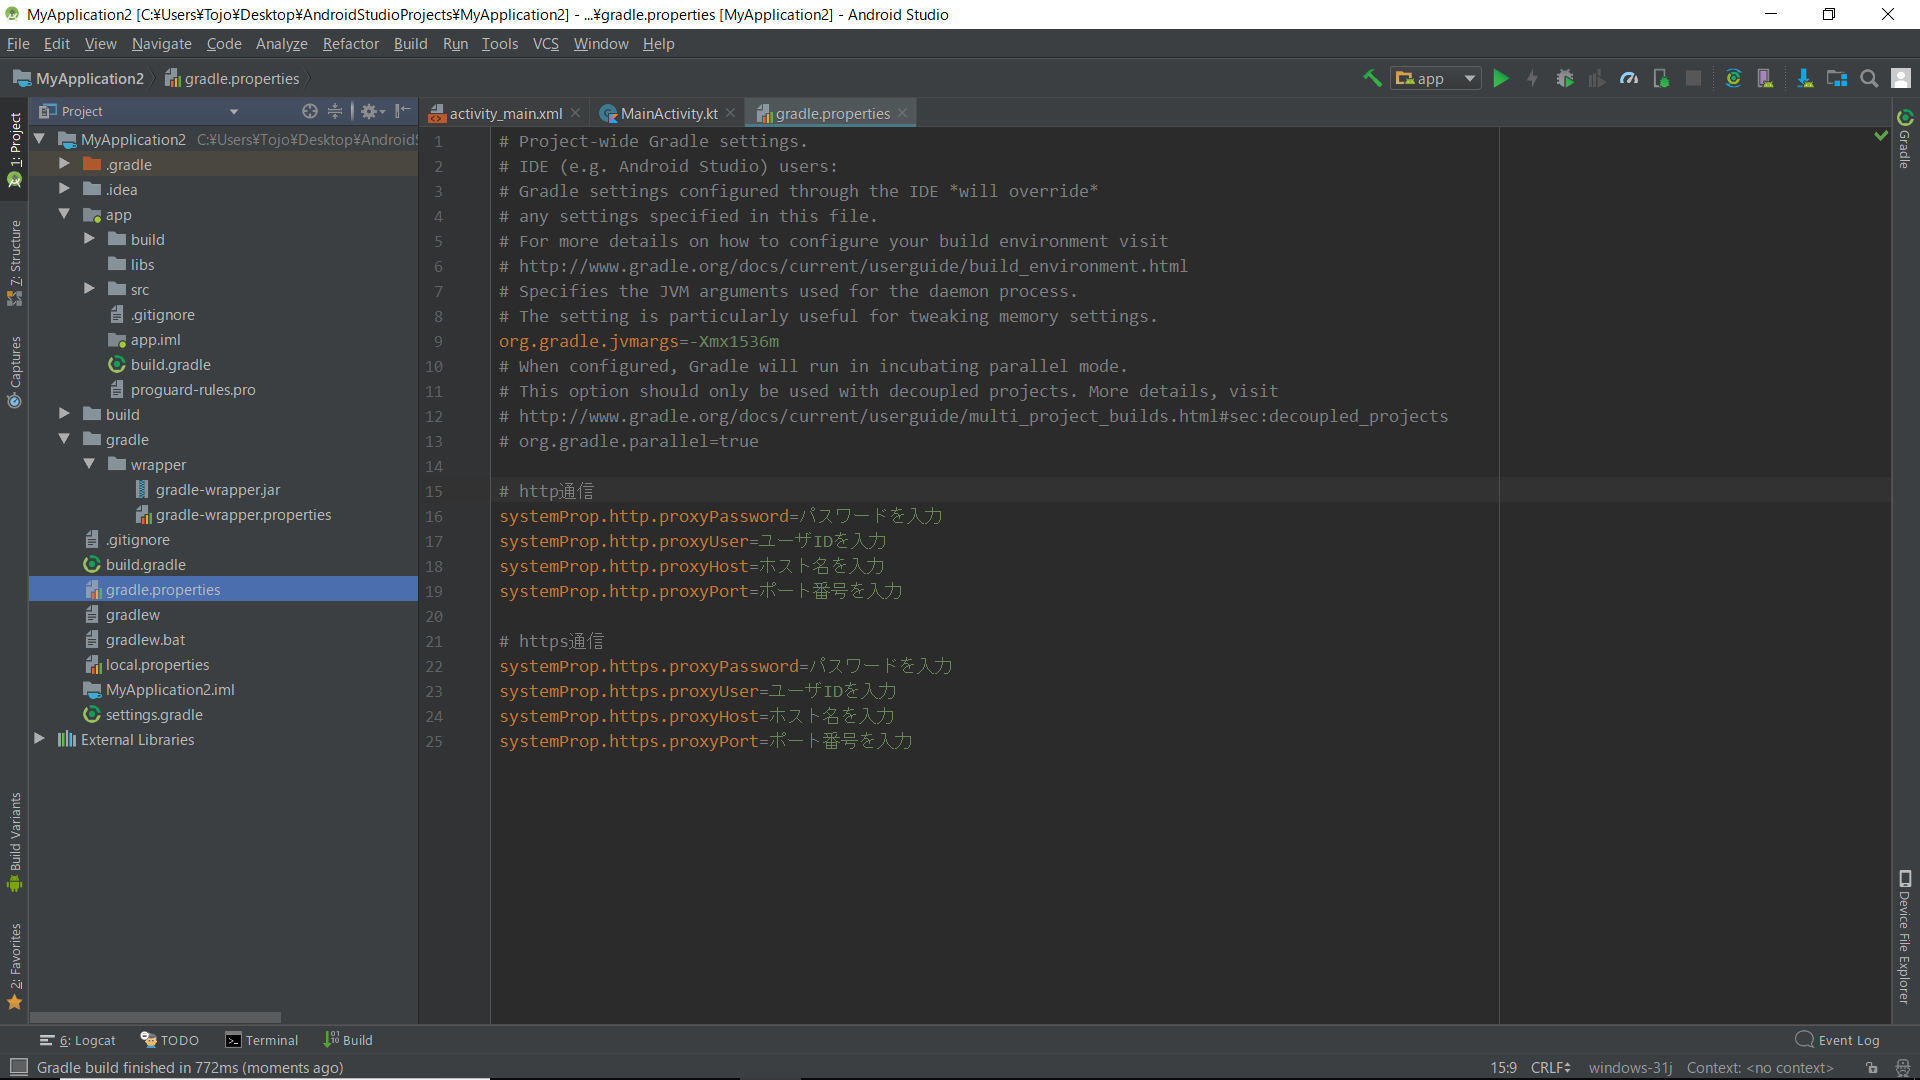 MyApplication2 [C:¥Users¥Tojo¥Desktop¥AndroidStudioProjects¥MyApplication2] - ...¥gradle.properties [MyApplication2] - Android Studio
File Edit View Navigate Code Analyze Refactor Build Run Tools VCS Window Help
MyApplication2 gradle.properties
app
Project
activity_main.xml MainActivity.kt gradle.properties
1: Project
7: Structure
Captures
Build Variants
2: Favorites
MyApplication2 C:¥Users¥Tojo¥Desktop¥Android
.gradle
.idea
app
build
libs
src
.gitignore
app.iml
build.gradle
proguard-rules.pro
build
gradle
wrapper
gradle-wrapper.jar
gradle-wrapper.properties
.gitignore
build.gradle
gradle.properties
gradlew
gradlew.bat
local.properties
MyApplication2.iml
settings.gradle
External Libraries
1 # Project-wide Gradle settings.
2 # IDE (e.g. Android Studio) users:
3 # Gradle settings configured through the IDE *will override*
4 # any settings specified in this file.
5 # For more details on how to configure your build environment visit
6 # http://www.gradle.org/docs/current/userguide/build_environment.html
7 # Specifies the JVM arguments used for the daemon process.
8 # The setting is particularly useful for tweaking memory settings.
9 org.gradle.jvmargs=-Xmx1536m
10 # When configured, Gradle will run in incubating parallel mode.
11 # This option should only be used with decoupled projects. More details, visit
12 # http://www.gradle.org/docs/current/userguide/multi_project_builds.html#sec:decoupled_projects
13 # org.gradle.parallel=true
14
15 # http通信
16 systemProp.http.proxyPassword=パスワードを入力
17 systemProp.http.proxyUser=ユーザIDを入力
18 systemProp.http.proxyHost=ホスト名を入力
19 systemProp.http.proxyPort=ポート番号を入力
20
21 # https通信
22 systemProp.https.proxyPassword=パスワードを入力
23 systemProp.https.proxyUser=ユーザIDを入力
24 systemProp.https.proxyHost=ホスト名を入力
25 systemProp.https.proxyPort=ポート番号を入力
Gradle
Device File Explorer
6: Logcat TODO Terminal Build Event Log
Gradle build finished in 772ms (moments ago) 15:9 CRLF windows-31j Context: <no context>